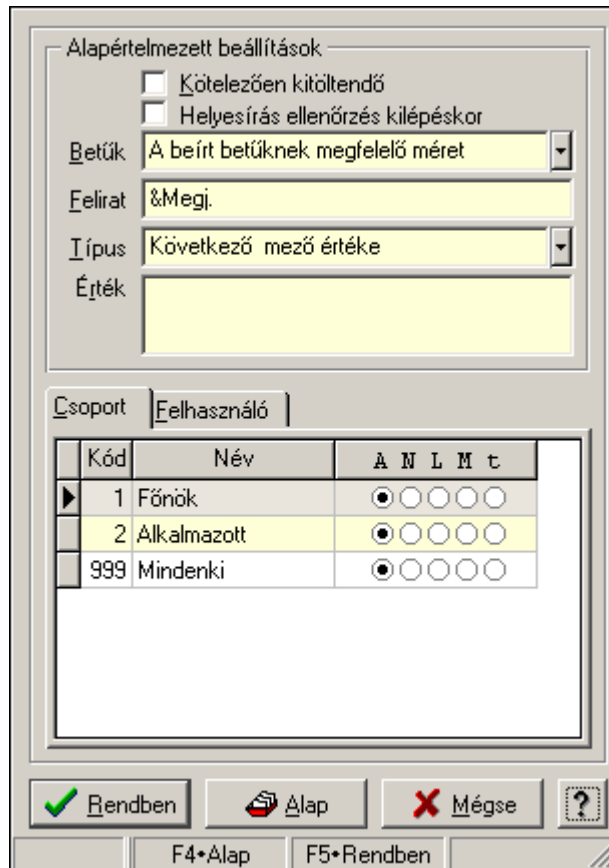 Alapértelmezett beállítások
Kötelezően kitöltendő
Helyesírás ellenőrzés kilépéskor
Betűk A beírt betűknek megfelelő méret
Felirat &Megj.
Típus Következő mező értéke
Érték
Csoport Felhasználó
Kód Név A N L M t
1 Főnök
2 Alkalmazott
999 Mindenki
Rendben Alap Mégse ?
F4•Alap F5•Rendben